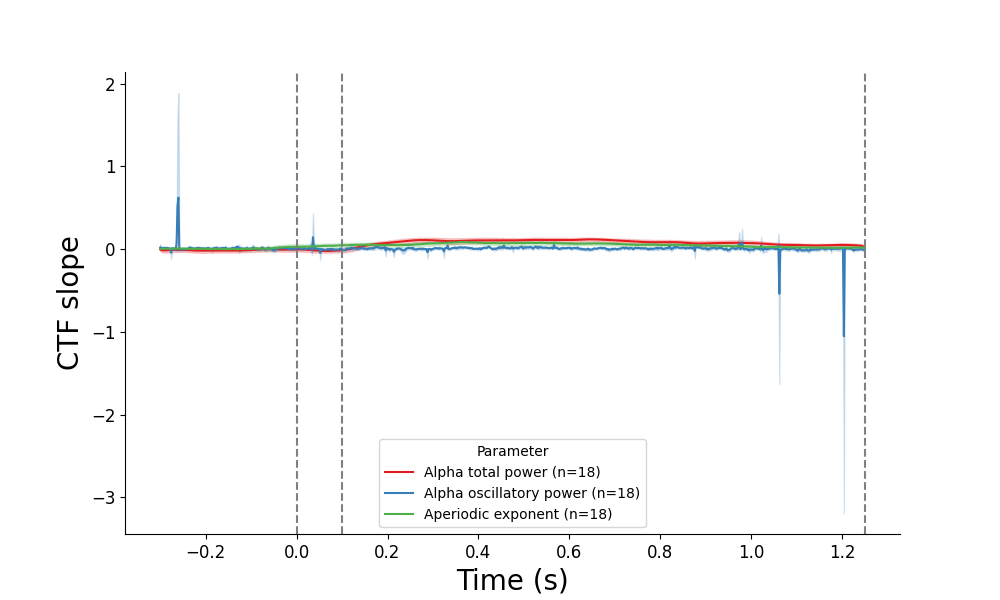 2
1
0
−1
−2
−3
CTF slope
−0.2
0.0
0.2
0.4
0.6
0.8
1.0
1.2
Time (s)
Parameter
Alpha total power (n=18)
Alpha oscillatory power (n=18)
Aperiodic exponent (n=18)